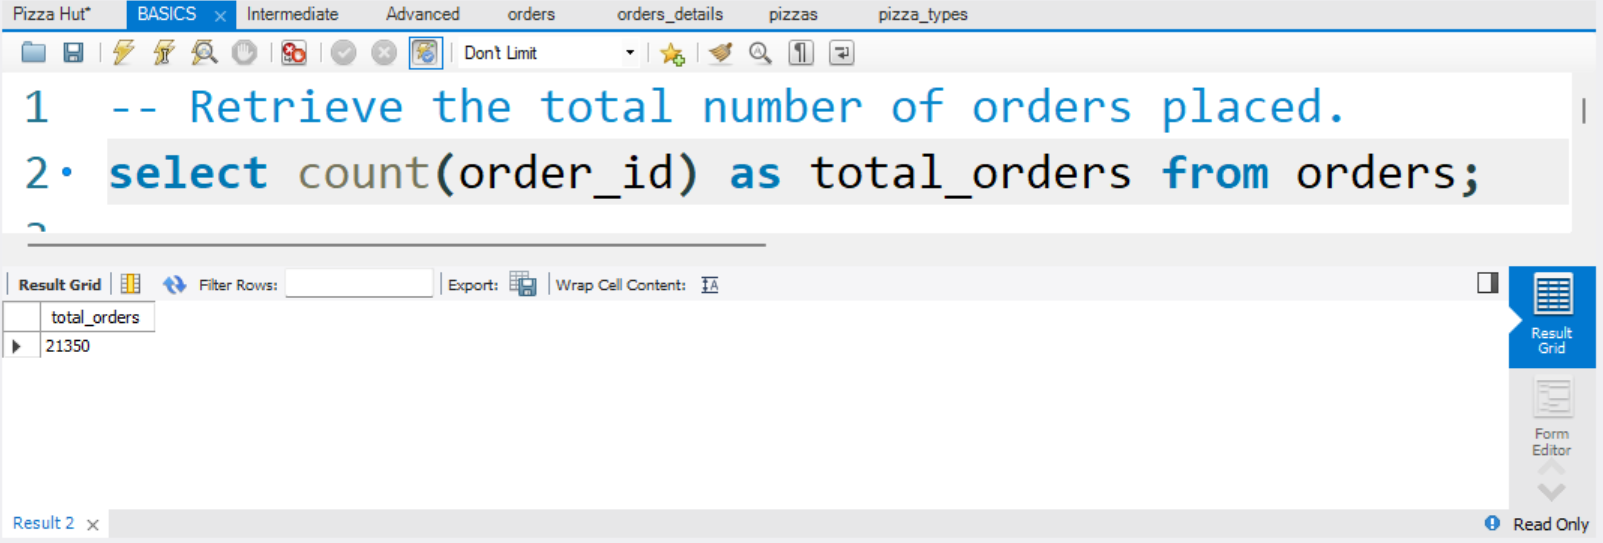 Pizza Hut* BASICS × Intermediate Advanced orders orders_details pizzas pizza_types
Don't Limit
1 -- Retrieve the total number of orders placed.
2 select count(order_id) as total_orders from orders;
Result Grid Filter Rows: Export: Wrap Cell Content: IA
total_orders
21350
Result
Grid
Form
Editor
Result 2 × Read Only